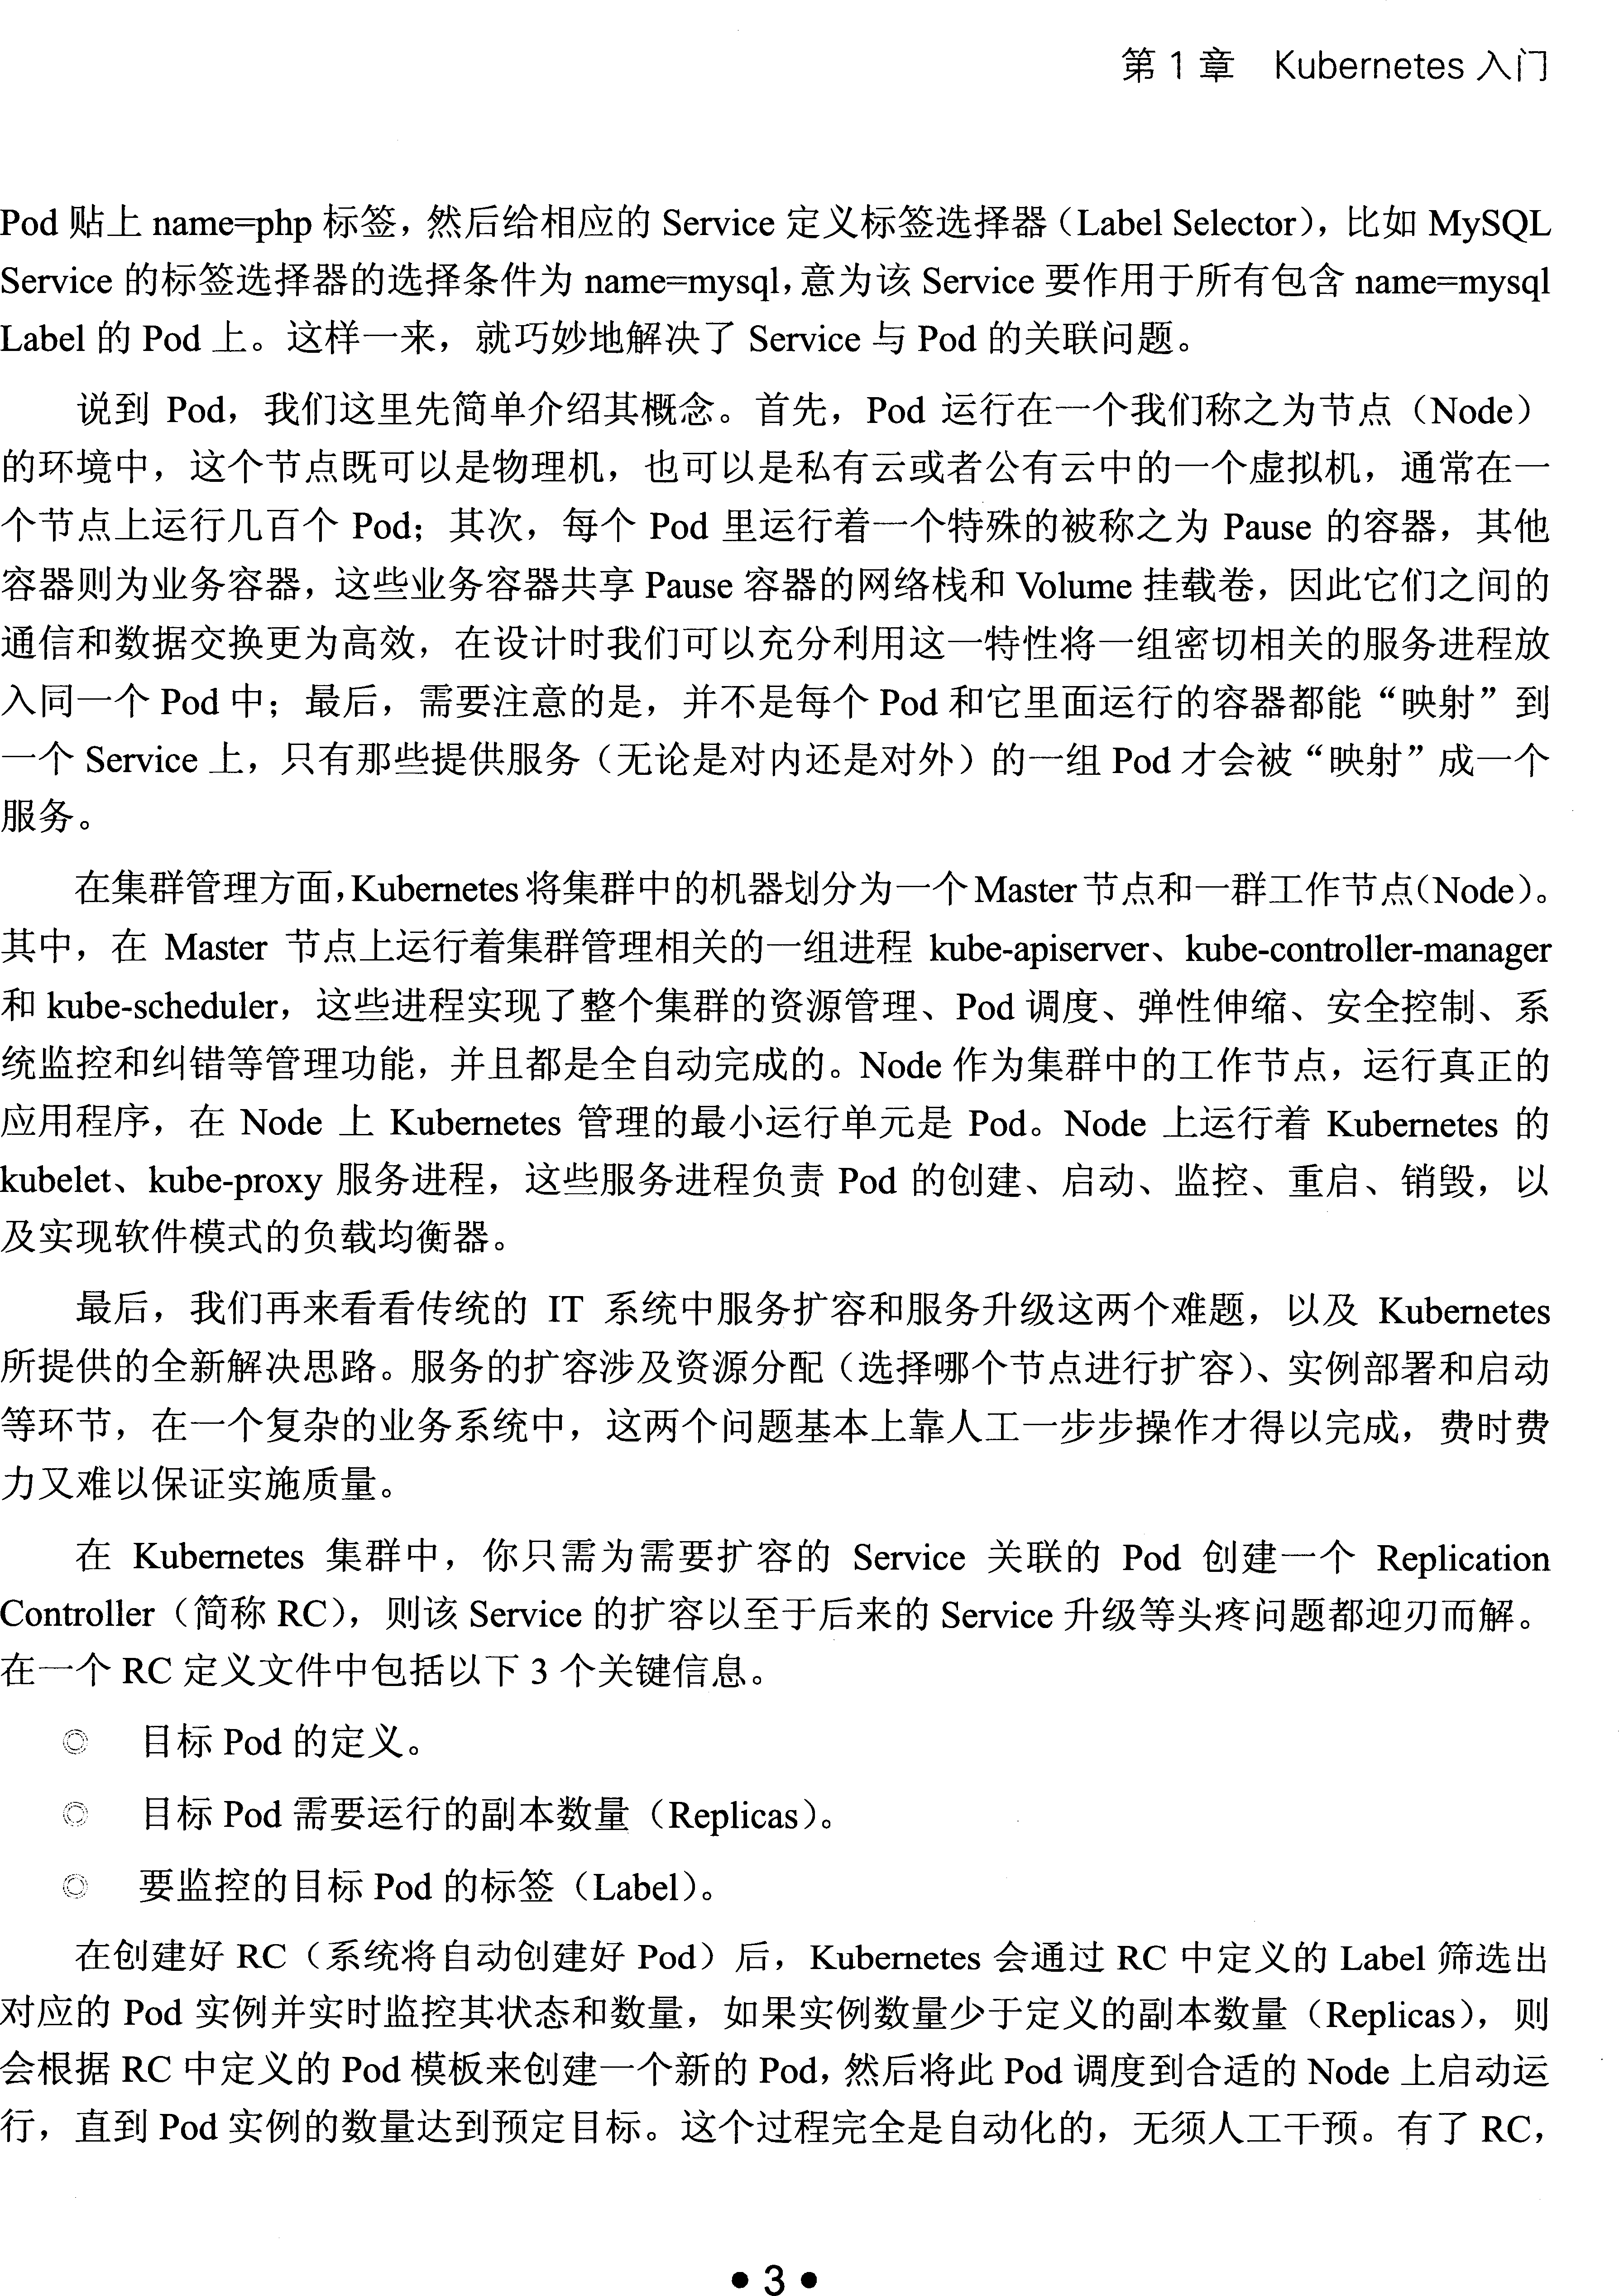 第 1 章　Kubernetes 入门
Pod 贴上 name=php 标签，然后给相应的 Service 定义标签选择器（Label Selector），比如 MySQL
Service 的标签选择器的选择条件为 name=mysql，意为该 Service 要作用于所有包含 name=mysql
Label 的 Pod 上。这样一来，就巧妙地解决了 Service 与 Pod 的关联问题。
说到 Pod，我们这里先简单介绍其概念。首先，Pod 运行在一个我们称之为节点（Node）
的环境中，这个节点既可以是物理机，也可以是私有云或者公有云中的一个虚拟机，通常在一
个节点上运行几百个 Pod；其次，每个 Pod 里运行着一个特殊的被称之为 Pause 的容器，其他
容器则为业务容器，这些业务容器共享 Pause 容器的网络栈和 Volume 挂载卷，因此它们之间的
通信和数据交换更为高效，在设计时我们可以充分利用这一特性将一组密切相关的服务进程放
入同一个 Pod 中；最后，需要注意的是，并不是每个 Pod 和它里面运行的容器都能“映射”到
一个 Service 上，只有那些提供服务（无论是对内还是对外）的一组 Pod 才会被“映射”成一个
服务。
在集群管理方面，Kubernetes 将集群中的机器划分为一个 Master 节点和一群工作节点（Node）。
其中，在 Master 节点上运行着集群管理相关的一组进程 kube-apiserver、kube-controller-manager
和 kube-scheduler，这些进程实现了整个集群的资源管理、Pod 调度、弹性伸缩、安全控制、系
统监控和纠错等管理功能，并且都是全自动完成的。Node 作为集群中的工作节点，运行真正的
应用程序，在 Node 上 Kubernetes 管理的最小运行单元是 Pod。Node 上运行着 Kubernetes 的
kubelet、kube-proxy 服务进程，这些服务进程负责 Pod 的创建、启动、监控、重启、销毁，以
及实现软件模式的负载均衡器。
最后，我们再来看看传统的 IT 系统中服务扩容和服务升级这两个难题，以及 Kubernetes
所提供的全新解决思路。服务的扩容涉及资源分配（选择哪个节点进行扩容）、实例部署和启动
等环节，在一个复杂的业务系统中，这两个问题基本上靠人工一步步操作才得以完成，费时费
力又难以保证实施质量。
在 Kubernetes 集群中，你只需为需要扩容的 Service 关联的 Pod 创建一个 Replication
Controller（简称 RC），则该 Service 的扩容以至于后来的 Service 升级等头疼问题都迎刃而解。
在一个 RC 定义文件中包括以下 3 个关键信息。
◎ 目标 Pod 的定义。
◎ 目标 Pod 需要运行的副本数量（Replicas）。
◎ 要监控的目标 Pod 的标签（Label）。
在创建好 RC（系统将自动创建好 Pod）后，Kubernetes 会通过 RC 中定义的 Label 筛选出
对应的 Pod 实例并实时监控其状态和数量，如果实例数量少于定义的副本数量（Replicas），则
会根据 RC 中定义的 Pod 模板来创建一个新的 Pod，然后将此 Pod 调度到合适的 Node 上启动运
行，直到 Pod 实例的数量达到预定目标。这个过程完全是自动化的，无须人工干预。有了 RC，
• 3 •